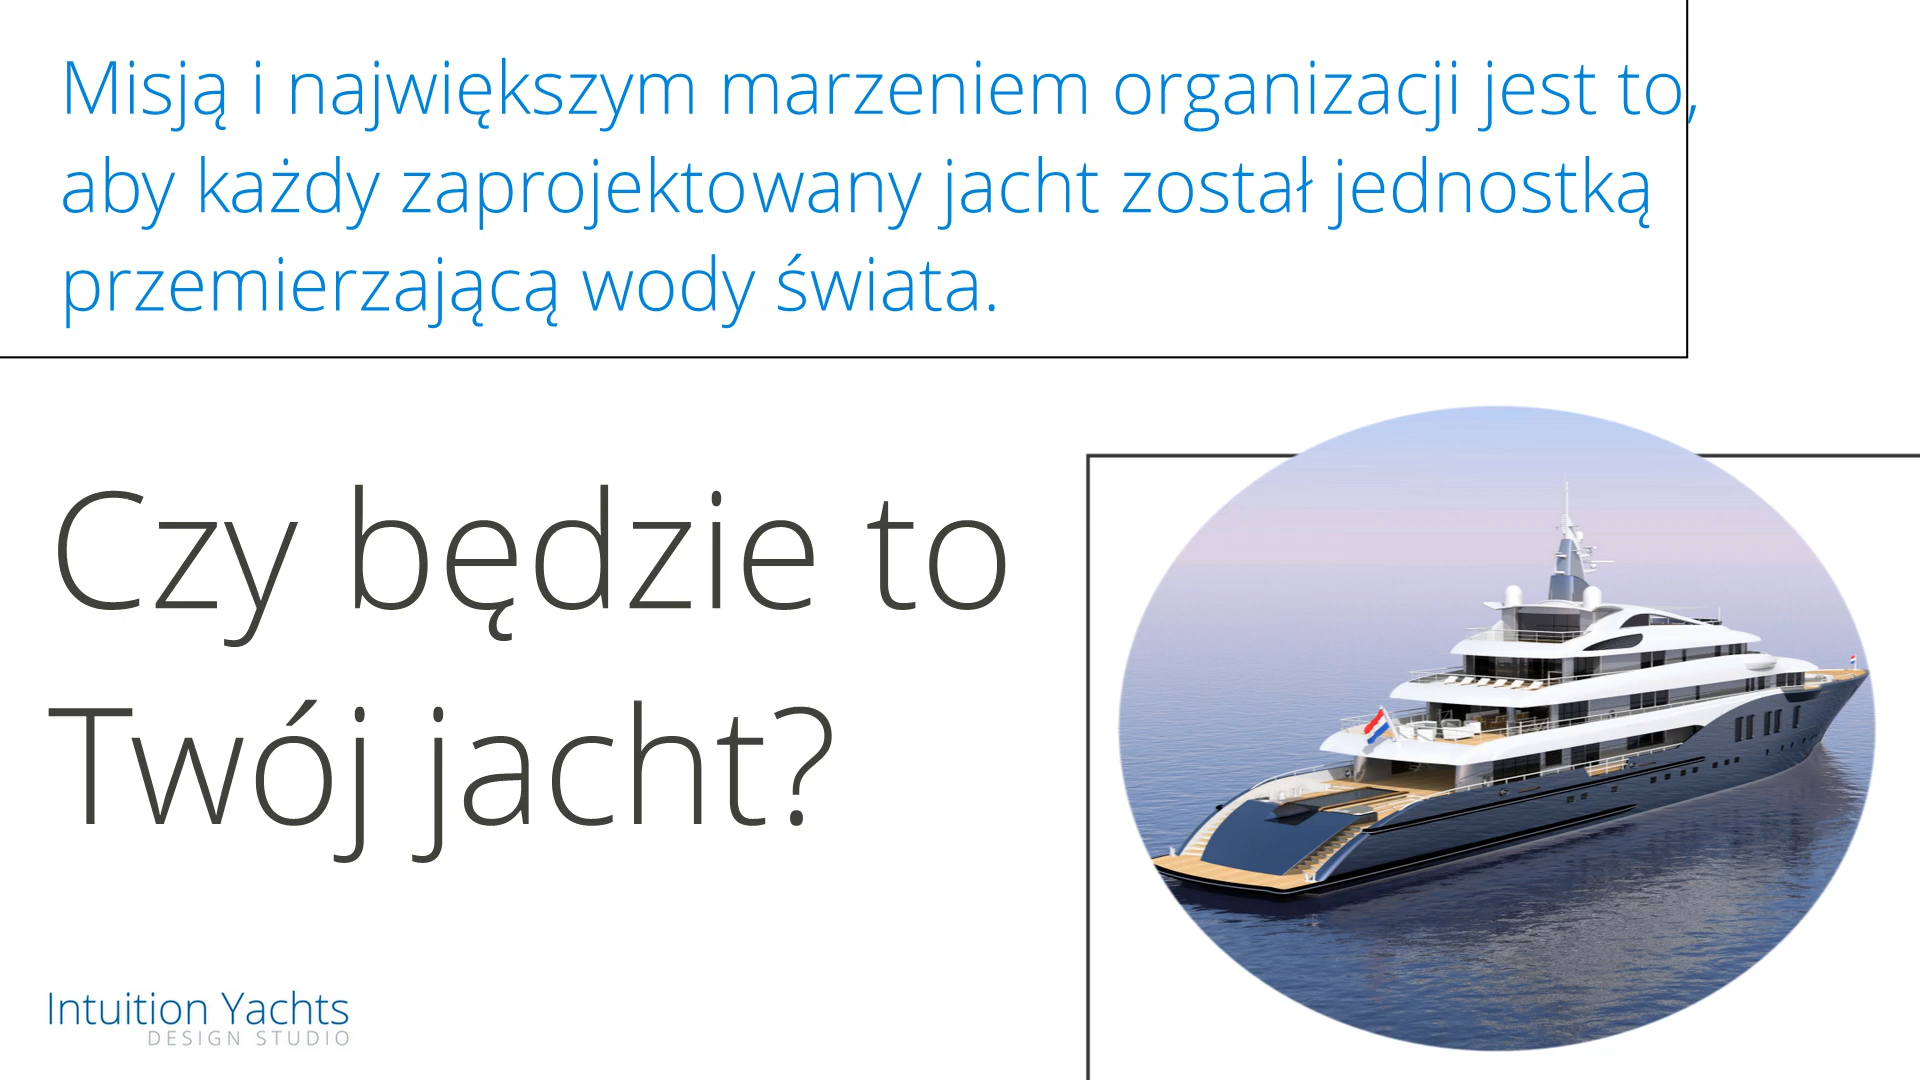 Misją i największym marzeniem organizacji jest to,
aby każdy zaprojektowany jacht został jednostką
przemierzającą wody świata.
Czy będzie to
Twój jacht?
Intuition Yachts
DESIGN STUDIO